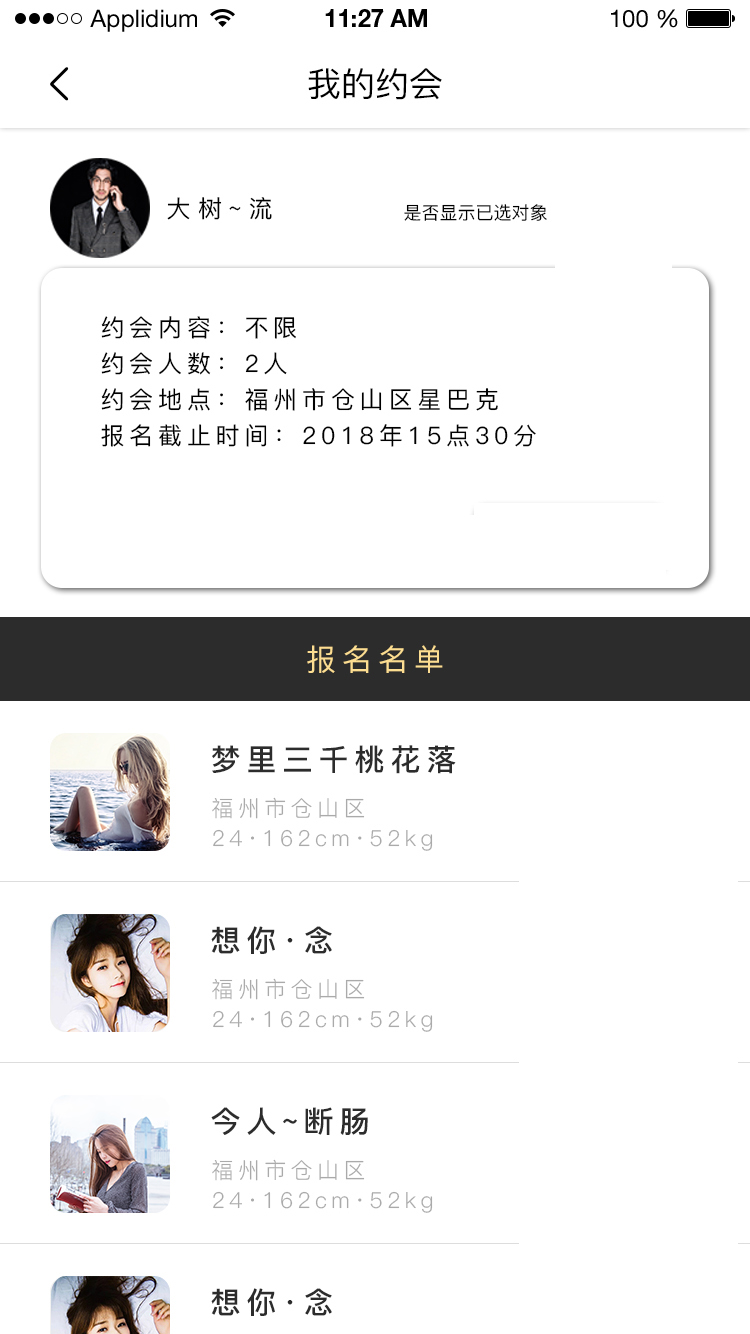 Applidium 11:27 AM 100 %
我的约会
大树~流 是否显示已选对象
约会内容：不限
约会人数：2人
约会地点：福州市仓山区星巴克
报名截止时间：2018年15点30分
报名名单
梦里三千桃花落
福州市仓山区
24·162cm·52kg
想你·念
福州市仓山区
24·162cm·52kg
今人~断肠
福州市仓山区
24·162cm·52kg
想你·念